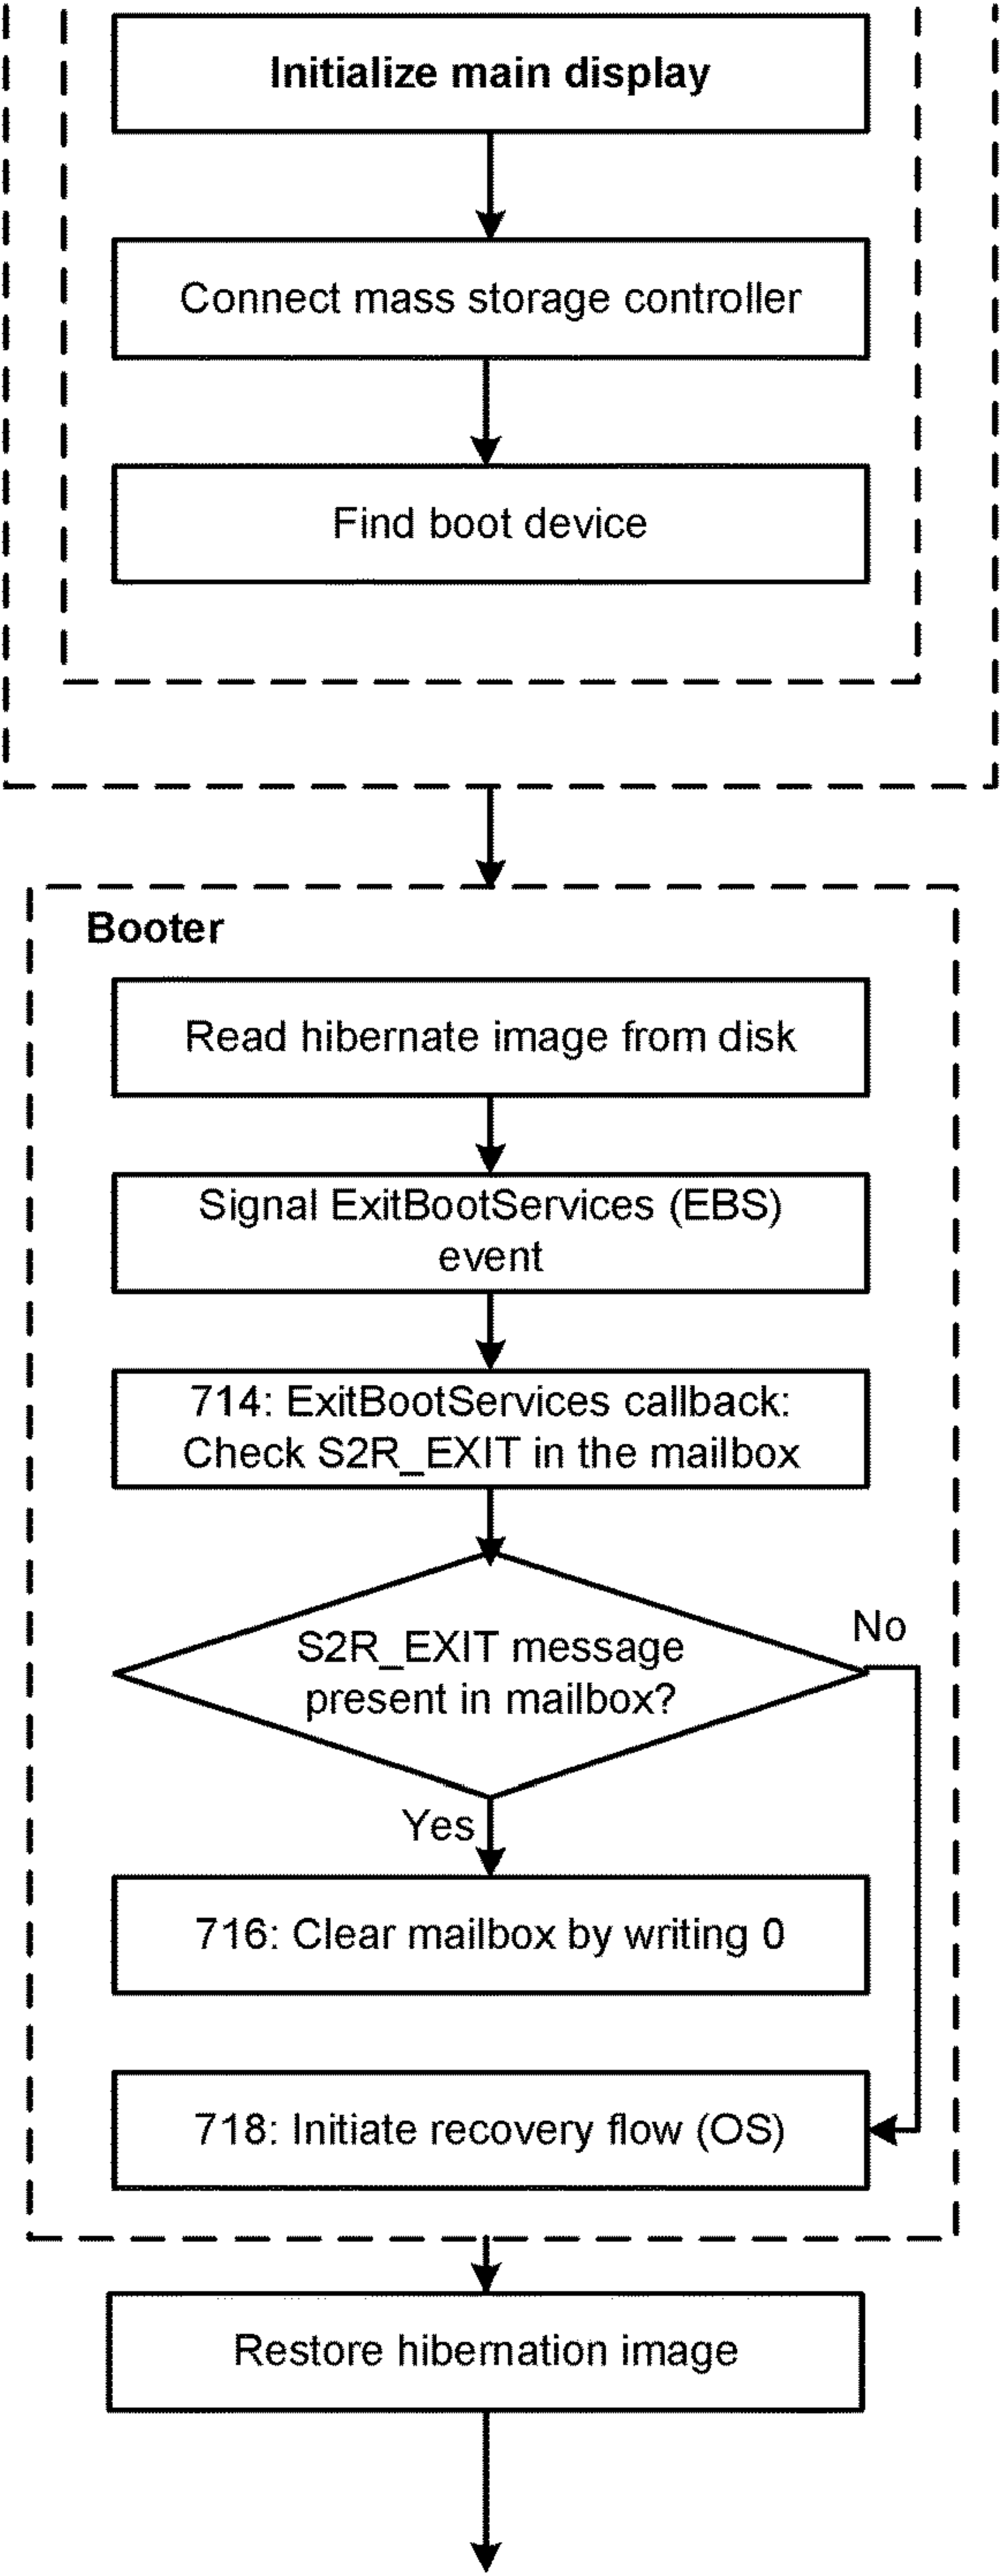 Initialize main display
Connect mass storage controller
Find boot device
Booter
Read hibernate image from disk
Signal ExitBootServices (EBS)
event
714: ExitBootServices callback:
Check S2R_EXIT in the mailbox
S2R_EXIT message
present in mailbox?
No
Yes
716: Clear mailbox by writing 0
718: Initiate recovery flow (OS)
Restore hibernation image